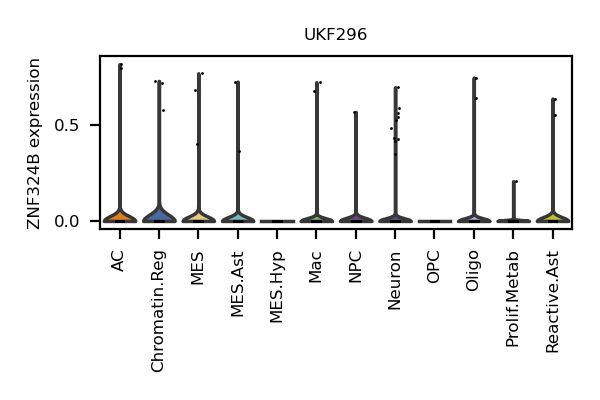 UKF296
ZNF324B expression
0.5
0.0
AC
Chromatin.Reg
MES
MES.Ast
MES.Hyp
Mac
NPC
Neuron
OPC
Oligo
Prolif.Metab
Reactive.Ast